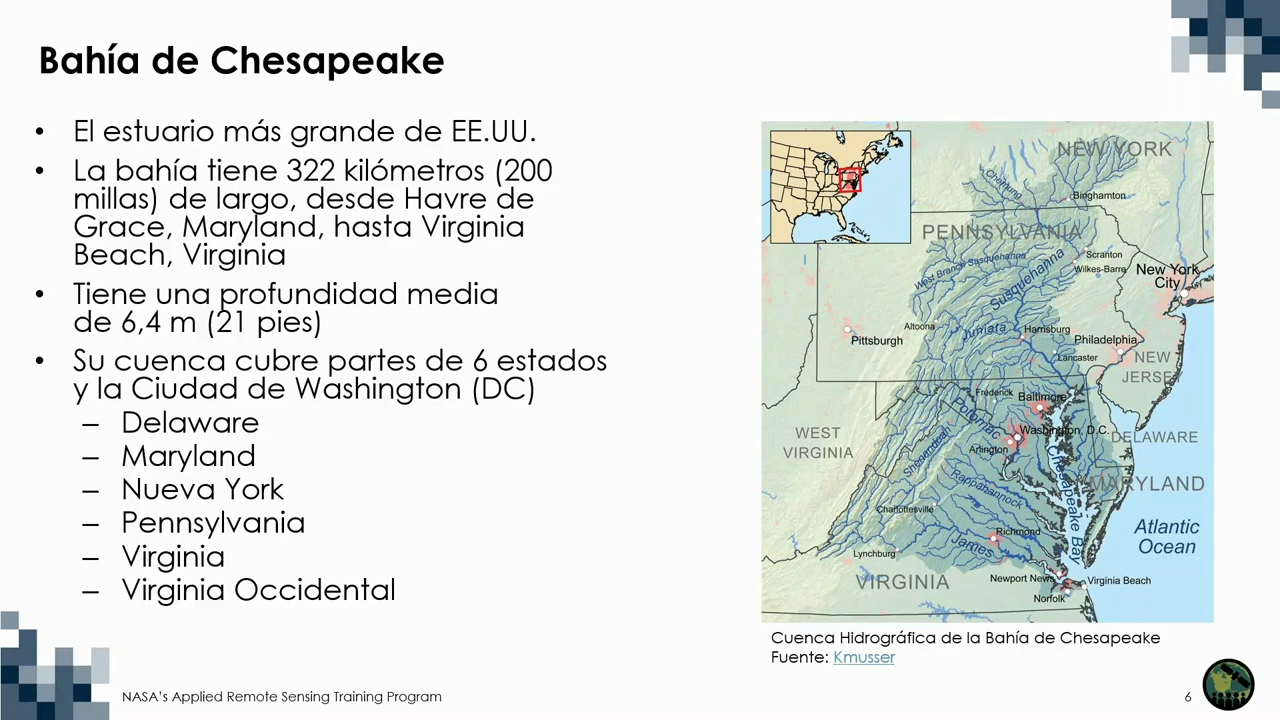 Bahía de Chesapeake
• El estuario más grande de EE.UU.
• La bahía tiene 322 kilómetros (200
millas) de largo, desde Havre de
Grace, Maryland, hasta Virginia
Beach, Virginia
• Tiene una profundidad media
de 6,4 m (21 pies)
• Su cuenca cubre partes de 6 estados
y la Ciudad de Washington (DC)
– Delaware
– Maryland
– Nueva York
– Pennsylvania
– Virginia
– Virginia Occidental
NEW YORK
Chemung
Binghamton
PENNSYLVANIA
West Branch Susquehanna
Scranton
Wilkes-Barre
Susquehanna
New York
City
Altoona
Juniata
Harrisburg
Pittsburgh
Philadelphia
Lancaster
NEW
JERSEY
Frederick
Baltimore
Potomac
Washington, D.C.
WEST
VIRGINIA
DELAWARE
Arlington
Shenandoah
Chesapeake Bay
MARYLAND
Rappahannock
Charlottesville
Atlantic
Ocean
Richmond
James
Lynchburg
VIRGINIA
Newport News
Virginia Beach
Norfolk
Cuenca Hidrográfica de la Bahía de Chesapeake
Fuente: Kmusser
NASA's Applied Remote Sensing Training Program
6